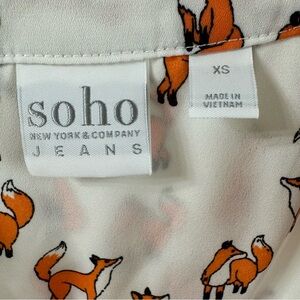 soho
NEW YORK & COMPANY
JEANS
XS
MADE IN
VIETNAM